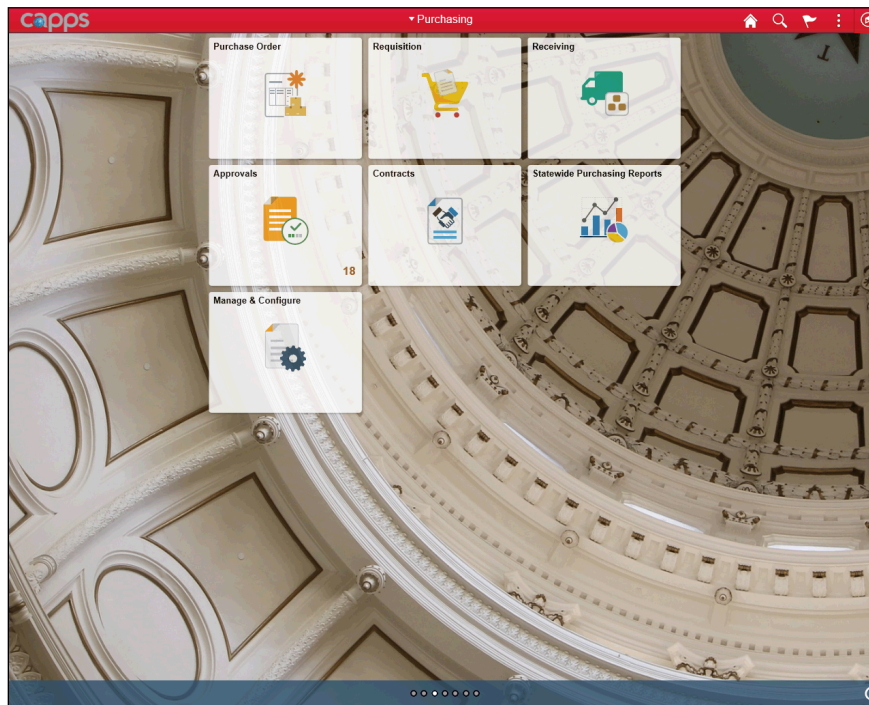 capps
Purchasing
Purchase Order
Requisition
Receiving
Approvals
18
Contracts
Statewide Purchasing Reports
Manage & Configure